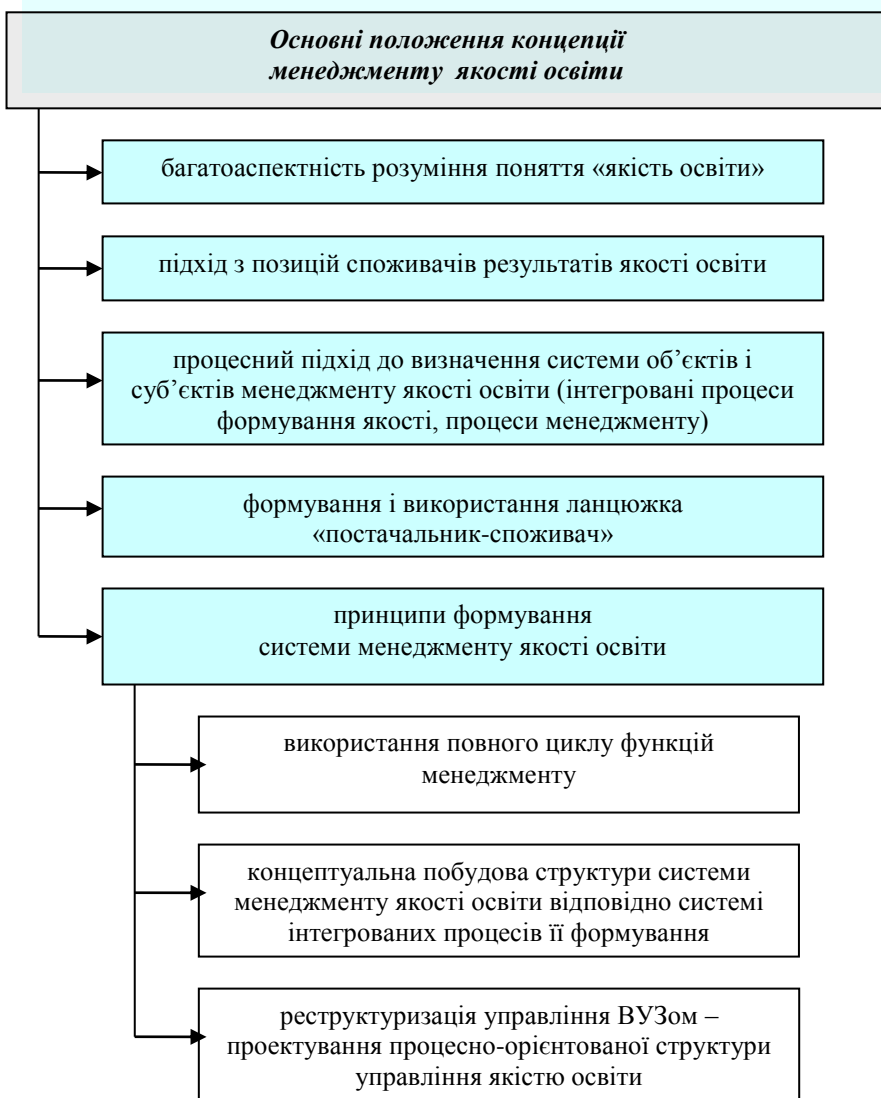 Основні положення концепції
менеджменту якості освіти
багатоаспектність розуміння поняття «якість освіти»
підхід з позицій споживачів результатів якості освіти
процесний підхід до визначення системи об’єктів і
суб’єктів менеджменту якості освіти (інтегровані процеси
формування якості, процеси менеджменту)
формування і використання ланцюжка
«постачальник-споживач»
принципи формування
системи менеджменту якості освіти
використання повного циклу функцій
менеджменту
концептуальна побудова структури системи
менеджменту якості освіти відповідно системі
інтегрованих процесів її формування
реструктуризація управління ВУЗом –
проектування процесно-орієнтованої структури
управління якістю освіти